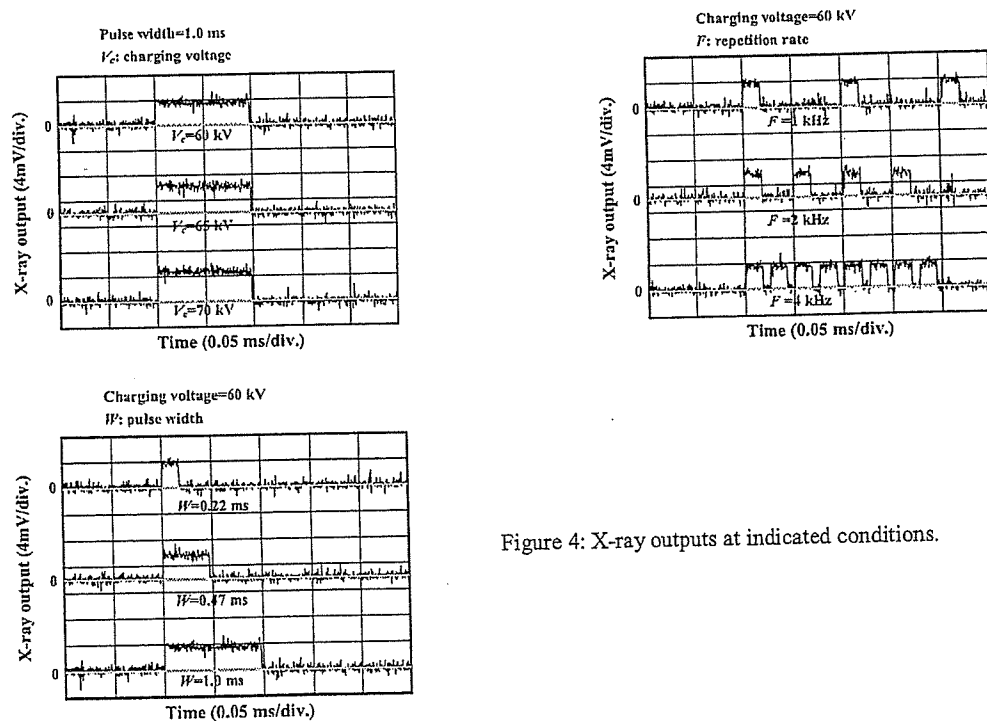 Pulse width=1.0 ms
Vc: charging voltage
X-ray output (4mV/div.)
0
Vc=60 kV
0
Vc=65 kV
0
Vc=70 kV
Time (0.05 ms/div.)
Charging voltage=60 kV
F: repetition rate
X-ray output (4mV/div.)
0
F=1 kHz
0
F=2 kHz
0
F=4 kHz
Time (0.05 ms/div.)
Charging voltage=60 kV
W: pulse width
X-ray output (4mV/div.)
0
W=0.22 ms
0
W=0.47 ms
0
W=1.0 ms
Time (0.05 ms/div.)
Figure 4: X-ray outputs at indicated conditions.